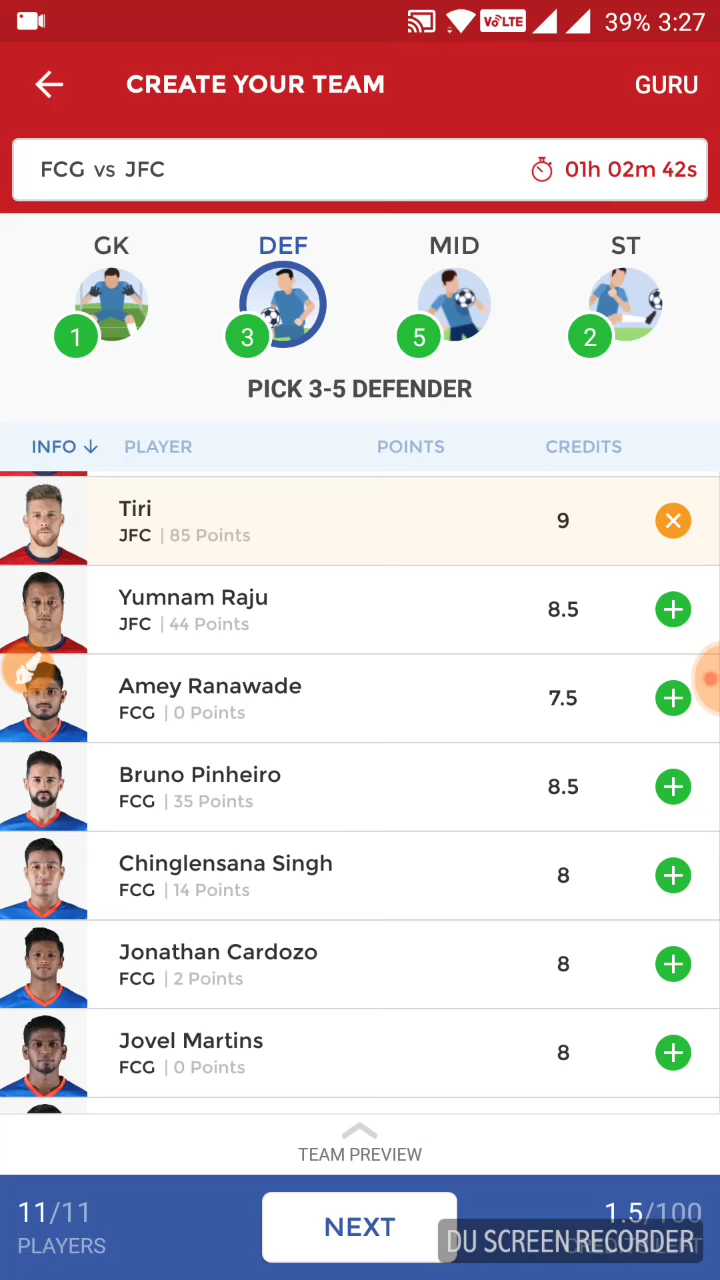 VoLTE 39% 3:27
CREATE YOUR TEAM GURU
FCG vs JFC 01h 02m 42s
GK DEF MID ST
1 3 5 2
PICK 3-5 DEFENDER
INFO PLAYER POINTS CREDITS
Tiri
JFC | 85 Points 9
Yumnam Raju
JFC | 44 Points 8.5
Amey Ranawade
FCG | 0 Points 7.5
Bruno Pinheiro
FCG | 35 Points 8.5
Chinglensana Singh
FCG | 14 Points 8
Jonathan Cardozo
FCG | 2 Points 8
Jovel Martins
FCG | 0 Points 8
TEAM PREVIEW
11/11 NEXT 1.5/100
PLAYERS CREDITS LEFT
DU SCREEN RECORDER